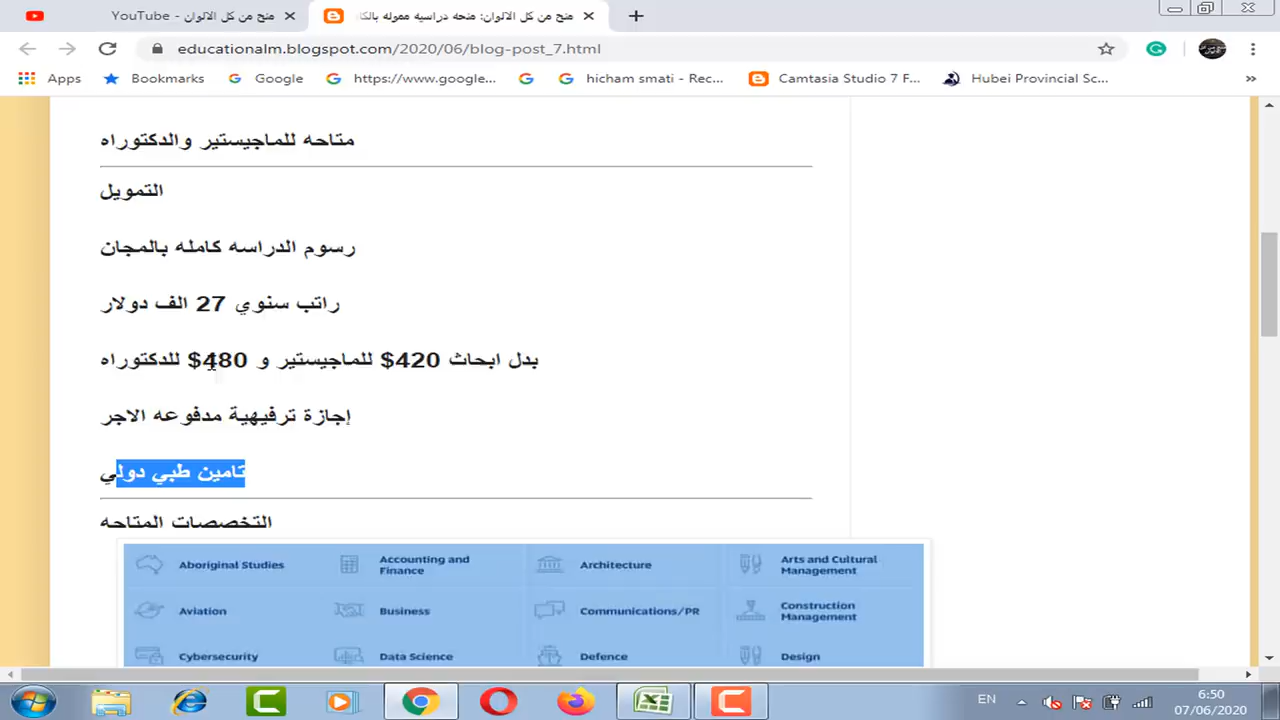 منح من كل الالوان - YouTube
منح من كل الالوان: منحه دراسيه مموله بالكا
educationalm.blogspot.com/2020/06/blog-post_7.html
Apps
Bookmarks
Google
https://www.google...
hicham smati - Rec...
Camtasia Studio 7 F...
Hubei Provincial Sc...
»
متاحه للماجيستير والدكتوراه
التمويل
رسوم الدراسه كامله بالمجان
راتب سنوي 27 الف دولار
بدل ابحاث 420$ للماجيستير و 480$ للدكتوراه
إجازة ترفيهية مدفوعه الاجر
تامين طبي دولي
التخصصات المتاحه
Aboriginal Studies
Accounting and
Finance
Architecture
Arts and Cultural
Management
Aviation
Business
Communications/PR
Construction
Management
Cybersecurity
Data Science
Defence
Design
EN
6:50
07/06/2020